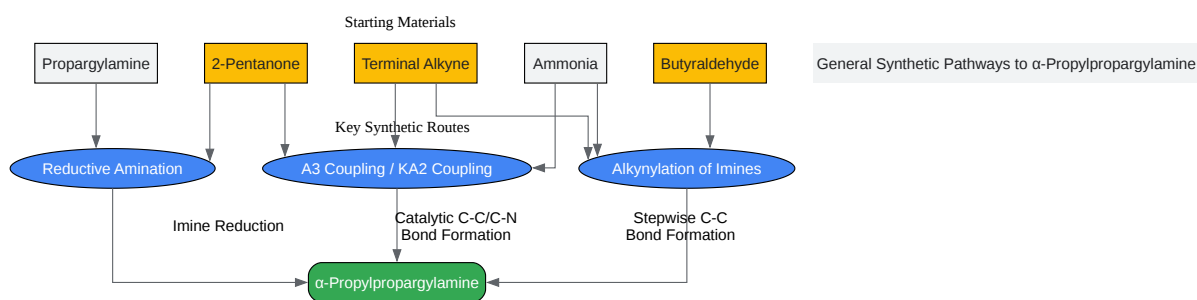 Starting Materials
Propargylamine
2-Pentanone
Terminal Alkyne
Ammonia
Butyraldehyde
General Synthetic Pathways to α-Propylpropargylamine
Key Synthetic Routes
Reductive Amination
A3 Coupling / KA2 Coupling
Alkynylation of Imines
Imine Reduction
Catalytic C-C/C-N
Bond Formation
Stepwise C-C
Bond Formation
α-Propylpropargylamine